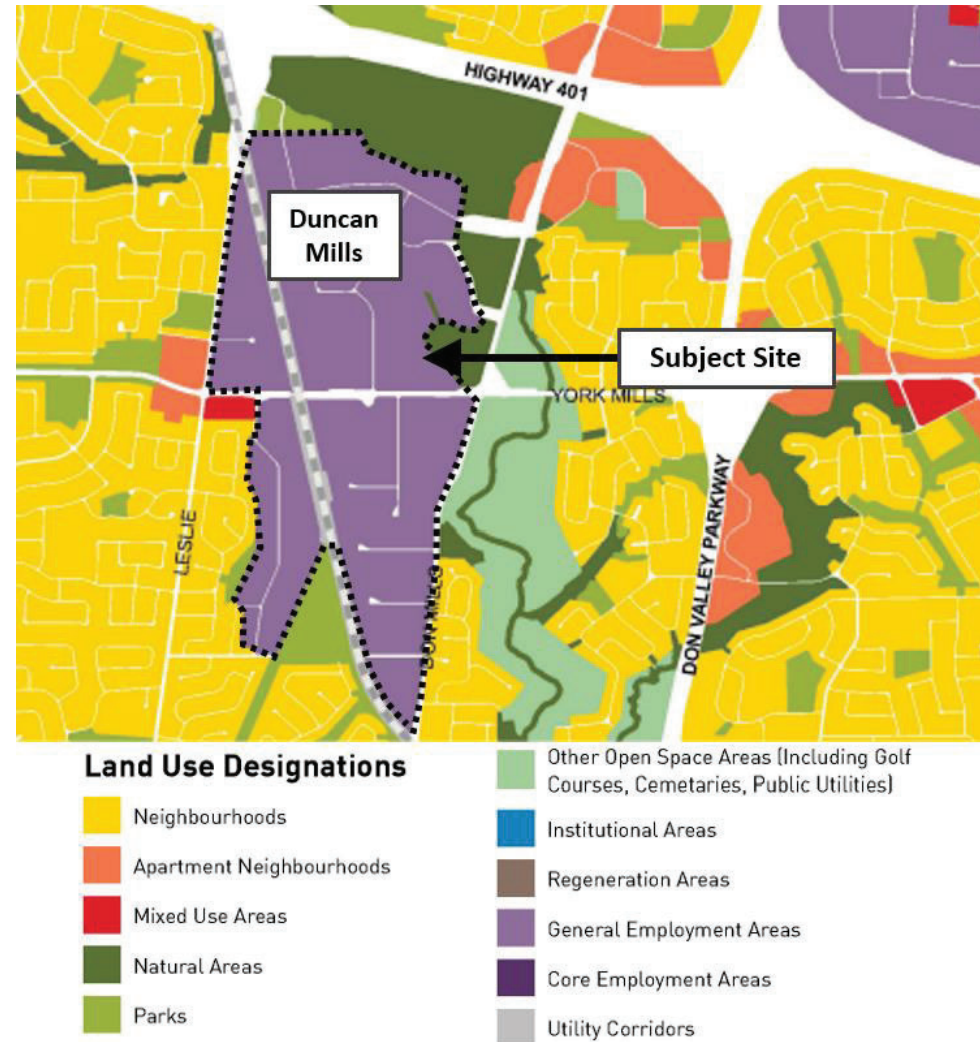 HIGHWAY 401
Duncan
Mills
Subject Site
YORK MILLS
LESLIE
DON MILLS
DON VALLEY PARKWAY
Land Use Designations
Neighbourhoods
Apartment Neighbourhoods
Mixed Use Areas
Natural Areas
Parks
Other Open Space Areas (Including Golf
Courses, Cemetaries, Public Utilities)
Institutional Areas
Regeneration Areas
General Employment Areas
Core Employment Areas
Utility Corridors